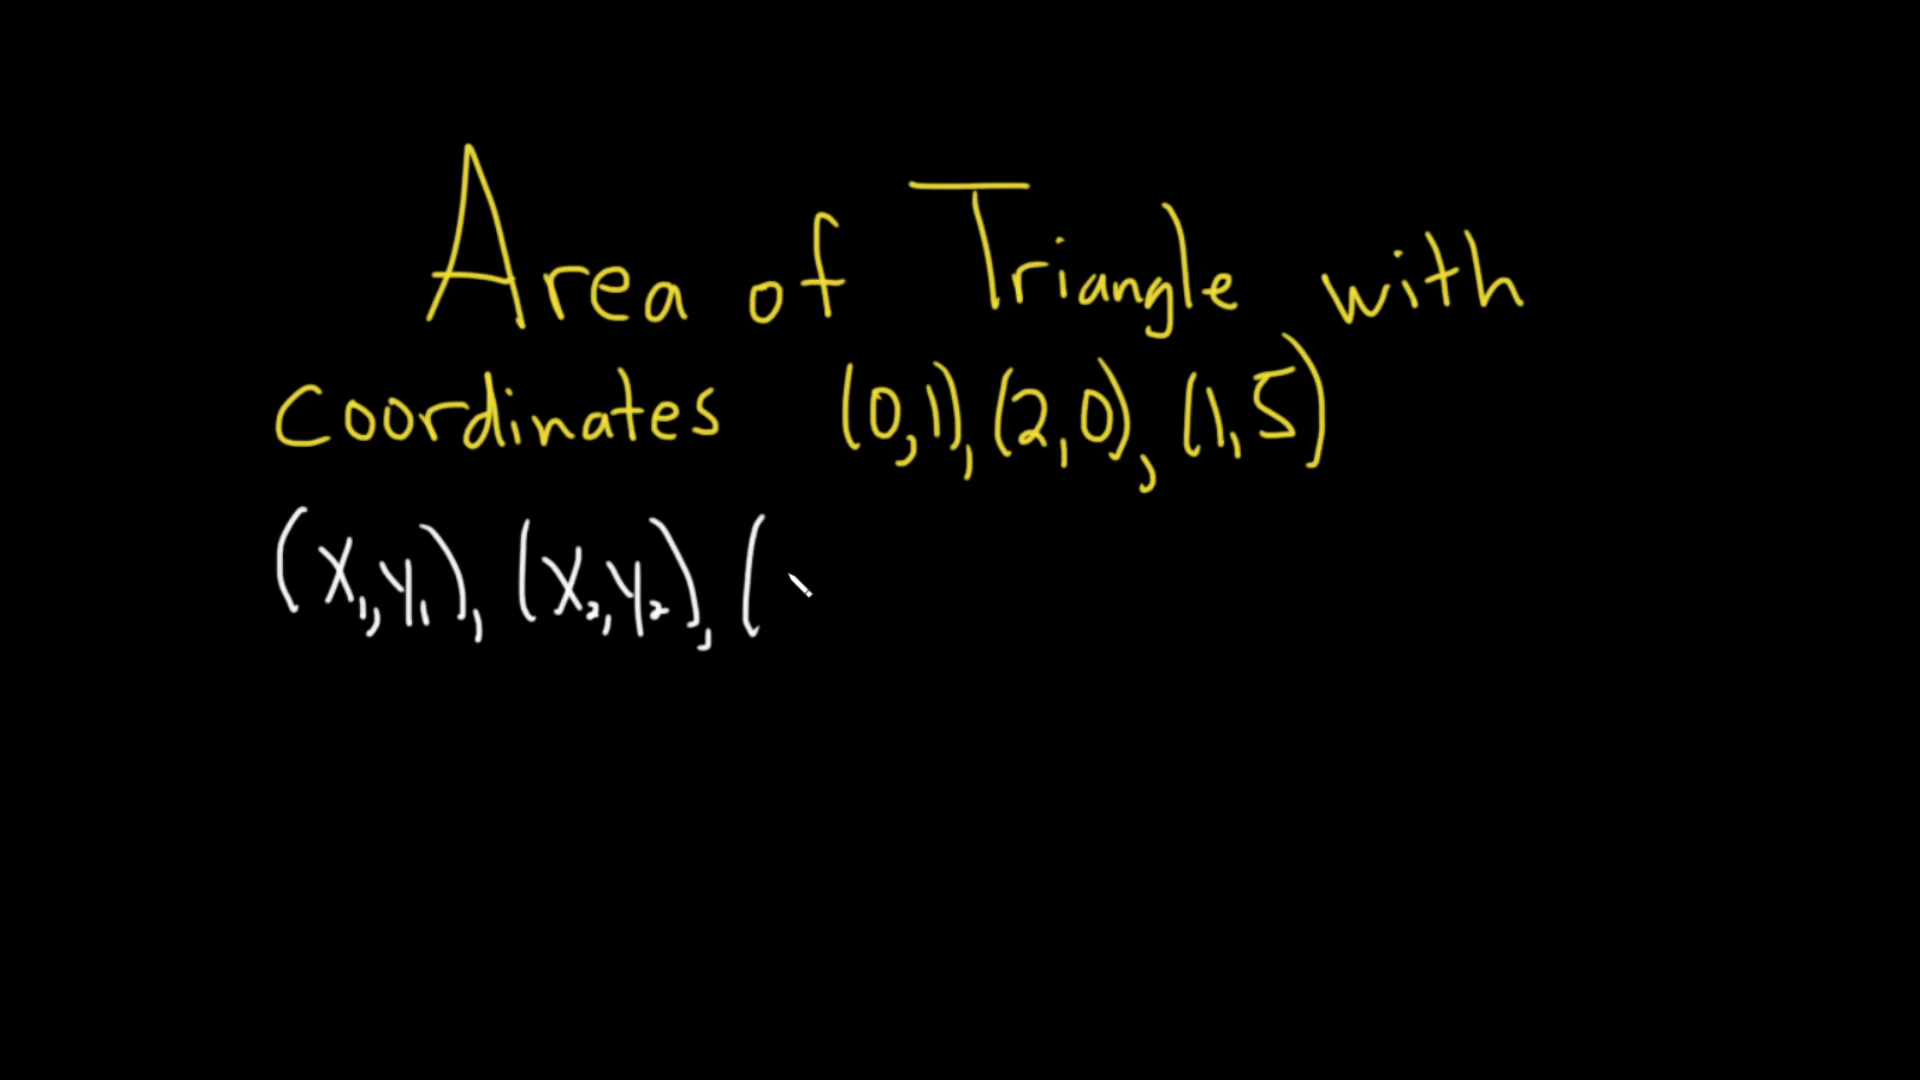 Area of Triangle with
Coordinates (0,1), (2,0), (1,5)
(x₁,y₁), (x₂,y₂), (